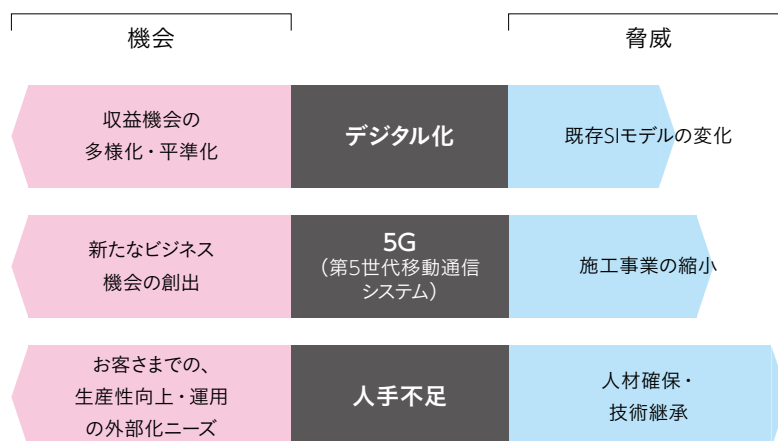 機会
脅威
収益機会の
多様化・平準化
デジタル化
既存SIモデルの変化
新たなビジネス
機会の創出
5G
（第5世代移動通信
システム）
施工事業の縮小
お客さまでの、
生産性向上・運用
の外部化ニーズ
人手不足
人材確保・
技術継承